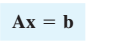 Ax = b